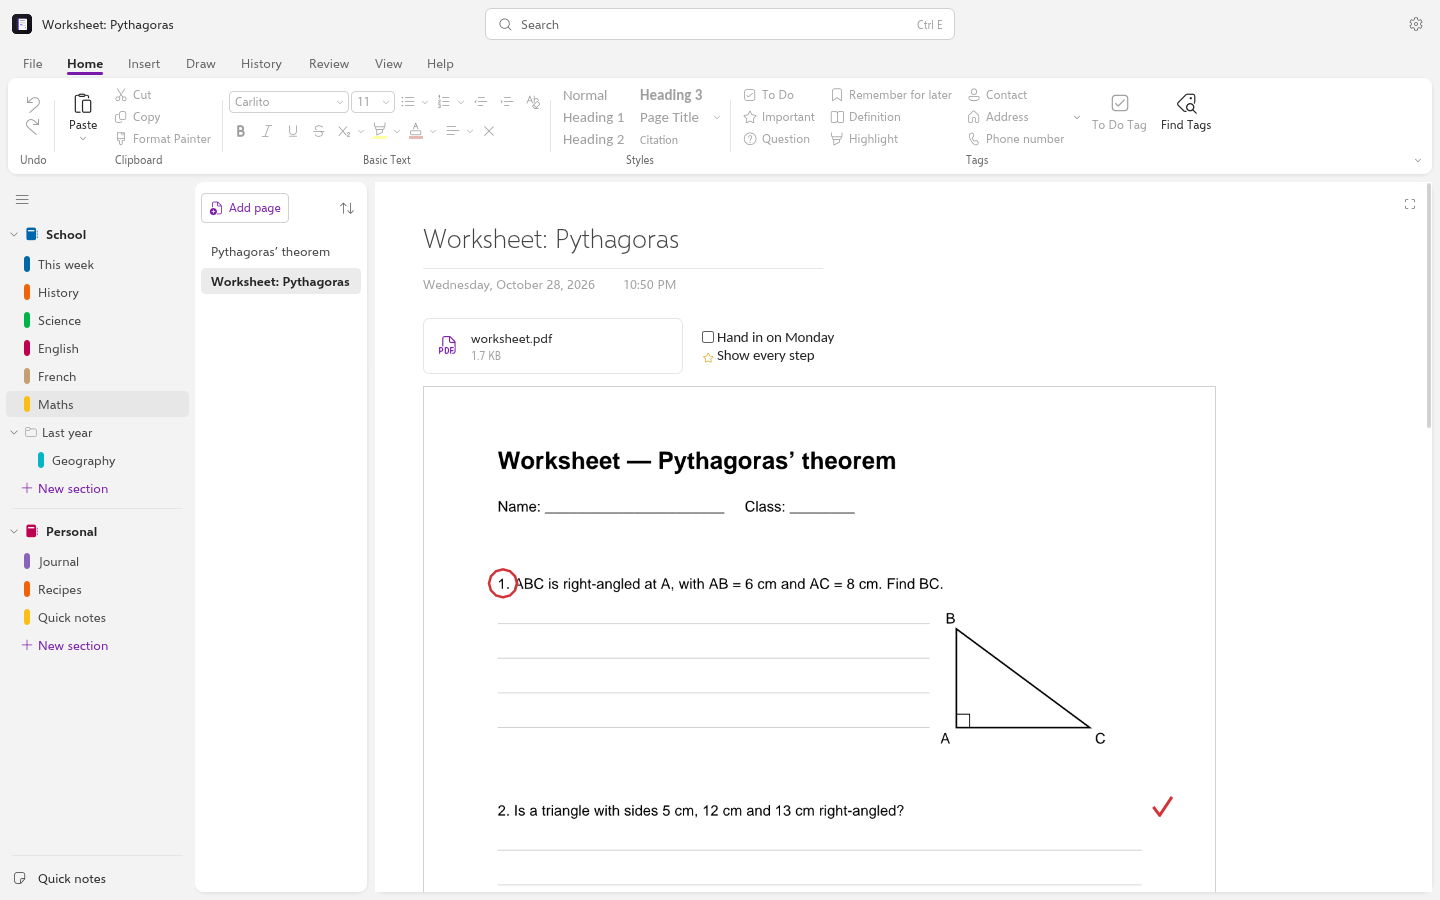 Worksheet: Pythagoras
Search
Ctrl E
File Home Insert Draw History Review View Help
Undo
Paste
Cut
Copy
Format Painter
Clipboard
Carlito 11
Basic Text
Normal
Heading 1
Heading 2
Heading 3
Page Title
Citation
Styles
To Do
Important
Question
Remember for later
Definition
Highlight
Contact
Address
Phone number
Tags
To Do Tag
Find Tags
School
This week
History
Science
English
French
Maths
Last year
Geography
New section
Personal
Journal
Recipes
Quick notes
New section
Quick notes
Add page
Pythagoras’ theorem
Worksheet: Pythagoras
Worksheet: Pythagoras
Wednesday, October 28, 2026 10:50 PM
PDF
worksheet.pdf
1.7 KB
Hand in on Monday
Show every step
Worksheet — Pythagoras’ theorem
Name: ______________________ Class: ________
1. ABC is right-angled at A, with AB = 6 cm and AC = 8 cm. Find BC.
B
A
C
2. Is a triangle with sides 5 cm, 12 cm and 13 cm right-angled?